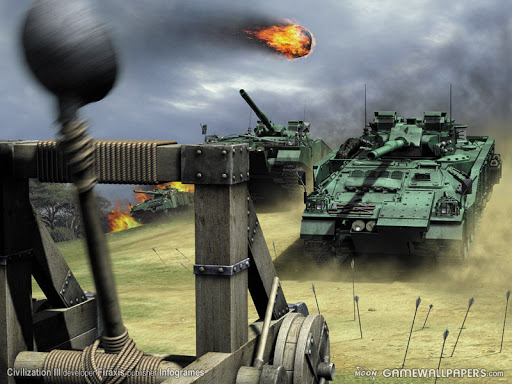 Civilization III developer Firaxis publisher Infogrames
MOON GAMEWALLPAPERS.COM